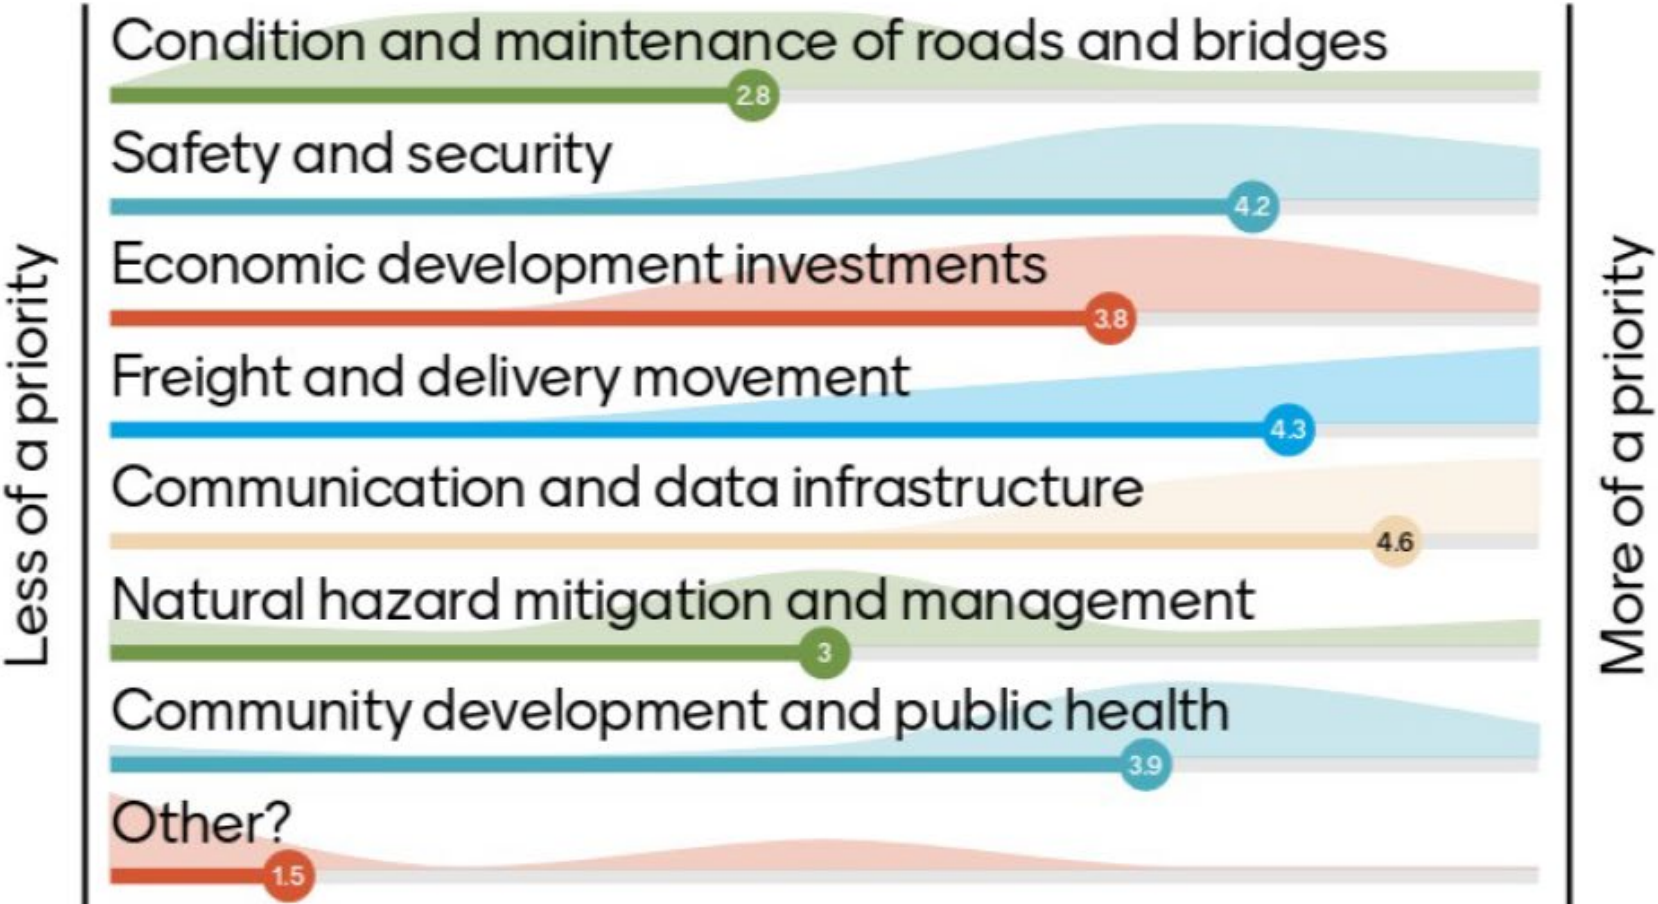 Condition and maintenance of roads and bridges
2.8
Safety and security
4.2
Economic development investments
3.8
Freight and delivery movement
4.3
Communication and data infrastructure
4.6
Natural hazard mitigation and management
3
Community development and public health
3.9
Other?
1.5
Less of a priority
More of a priority